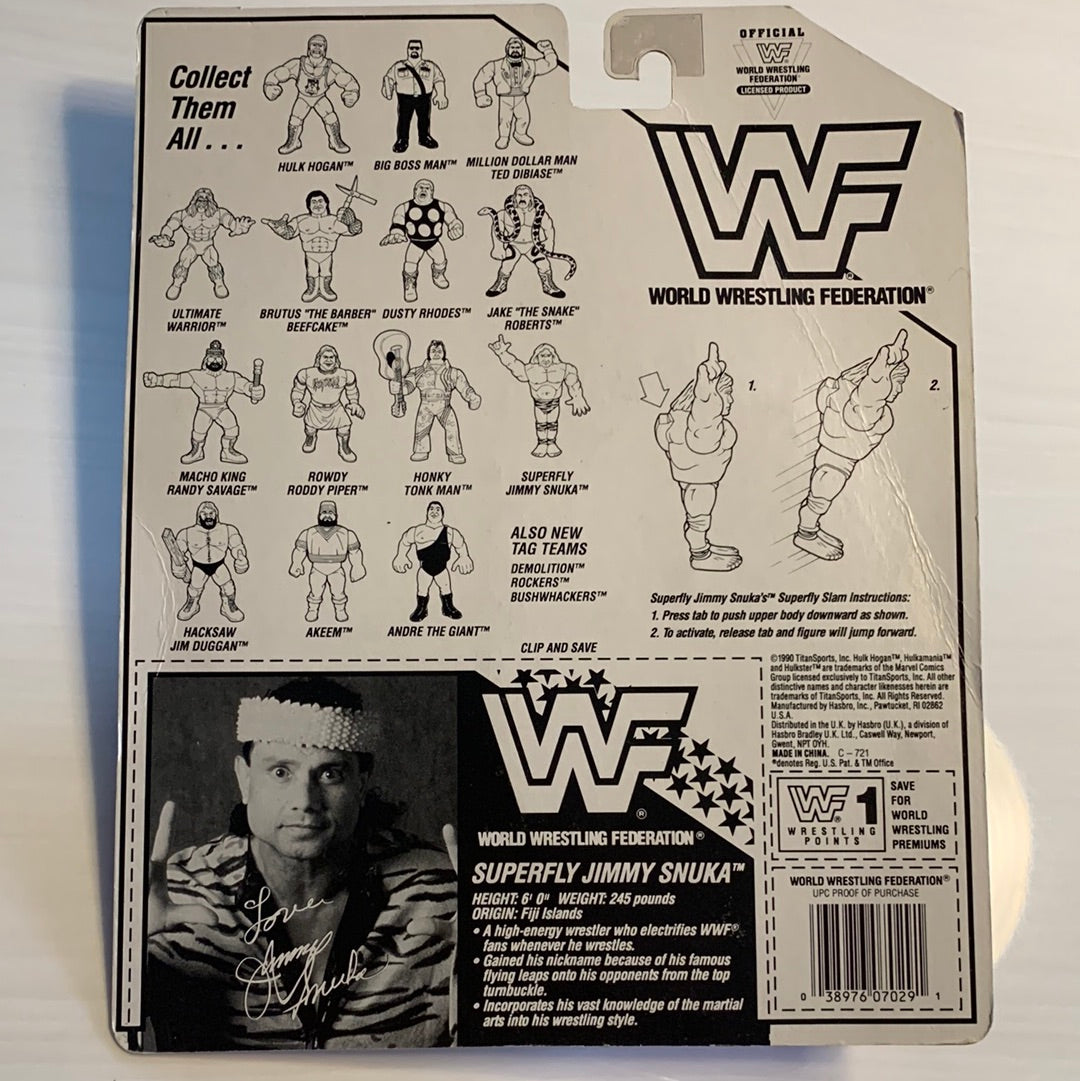 Collect
Them
All . . .
HULK HOGAN™
BIG BOSS MAN™
MILLION DOLLAR MAN
TED DIBIASE™
ULTIMATE
WARRIOR™
BRUTUS "THE BARBER"
BEEFCAKE™
DUSTY RHODES™
JAKE "THE SNAKE"
ROBERTS™
MACHO KING
RANDY SAVAGE™
ROWDY
RODDY PIPER™
HONKY
TONK MAN™
SUPERFLY
JIMMY SNUKA™
HACKSAW
JIM DUGGAN™
AKEEM™
ANDRE THE GIANT™
ALSO NEW
TAG TEAMS
DEMOLITION™
ROCKERS™
BUSHWHACKERS™
OFFICIAL
WF
WORLD WRESTLING
FEDERATION
LICENSED PRODUCT
WF®
WORLD WRESTLING FEDERATION®
1.
2.
Superfly Jimmy Snuka's™ Superfly Slam Instructions:
1. Press tab to push upper body downward as shown.
2. To activate, release tab and figure will jump forward.
CLIP AND SAVE
WF®
WORLD WRESTLING FEDERATION®
SUPERFLY JIMMY SNUKA™
HEIGHT: 6' 0" WEIGHT: 245 pounds
ORIGIN: Fiji Islands
• A high-energy wrestler who electrifies WWF®
fans whenever he wrestles.
• Gained his nickname because of his famous
flying leaps onto his opponents from the top
turnbuckle.
• Incorporates his vast knowledge of the martial
arts into his wrestling style.
Love
Jimmy
Snuka
©1990 TitanSports, Inc. Hulk Hogan™, Hulkamania™
and Hulkster™ are trademarks of the Marvel Comics
Group licensed exclusively to TitanSports, Inc. All other
distinctive names and character likenesses herein are
trademarks of TitanSports, Inc. All Rights Reserved.
Manufactured by Hasbro, Inc., Pawtucket, RI 02862
U.S.A.
Distributed in the U.K. by Hasbro (U.K.), a division of
Hasbro Bradley U.K. Ltd., Caswell Way, Newport,
Gwent, NPT OYH.
MADE IN CHINA. C-721
®denotes Reg. U.S. Pat. & TM Office
WF® 1
WRESTLING
POINTS
SAVE
FOR
WORLD
WRESTLING
PREMIUMS
WORLD WRESTLING FEDERATION®
UPC PROOF OF PURCHASE
0 38976 07029 1